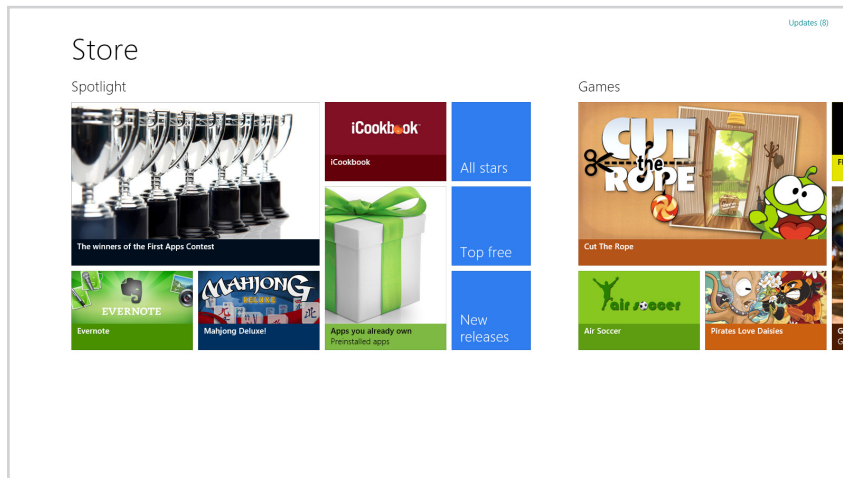 Updates (8)
Store
Spotlight
Games
iCookbook
iCookbook
All stars
CUT
the
ROPE
The winners of the First Apps Contest
Top free
Cut The Rope
EVERNOTE
Evernote
MAHJONG
DELUXE
Mahjong Deluxe!
Apps you already own
Preinstalled apps
New
releases
air soccer
Air Soccer
Pirates Love Daisies